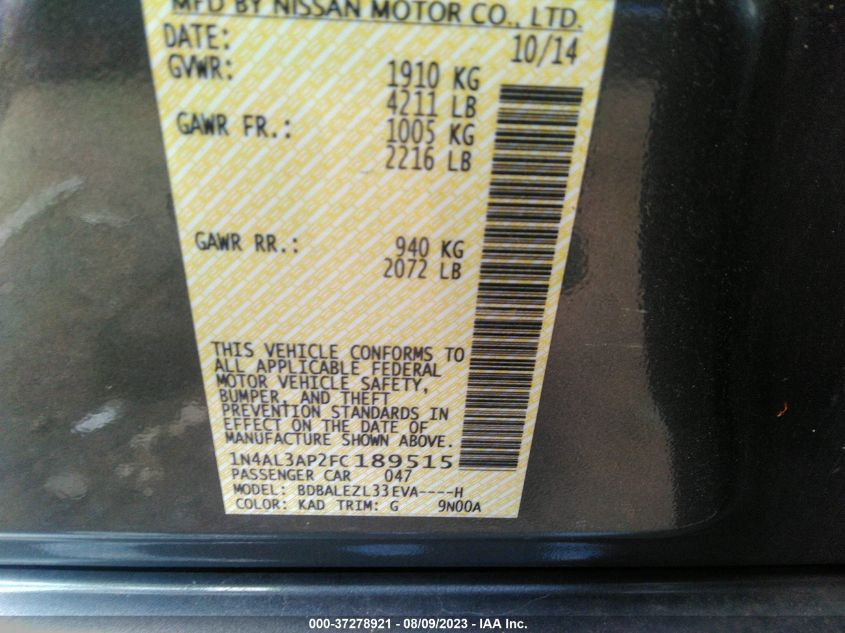 MFD BY NISSAN MOTOR CO., LTD.
DATE: 10/14
GVWR: 1910 KG
4211 LB
GAWR FR.: 1005 KG
2216 LB
GAWR RR.: 940 KG
2072 LB
THIS VEHICLE CONFORMS TO
ALL APPLICABLE FEDERAL
MOTOR VEHICLE SAFETY,
BUMPER, AND THEFT
PREVENTION STANDARDS IN
EFFECT ON THE DATE OF
MANUFACTURE SHOWN ABOVE.
1N4AL3AP2FC189515
PASSENGER CAR 047
MODEL: BDBALEZL33EVA----H
COLOR: KAD TRIM: G 9N00A
000-37278921 - 08/09/2023 - IAA Inc.